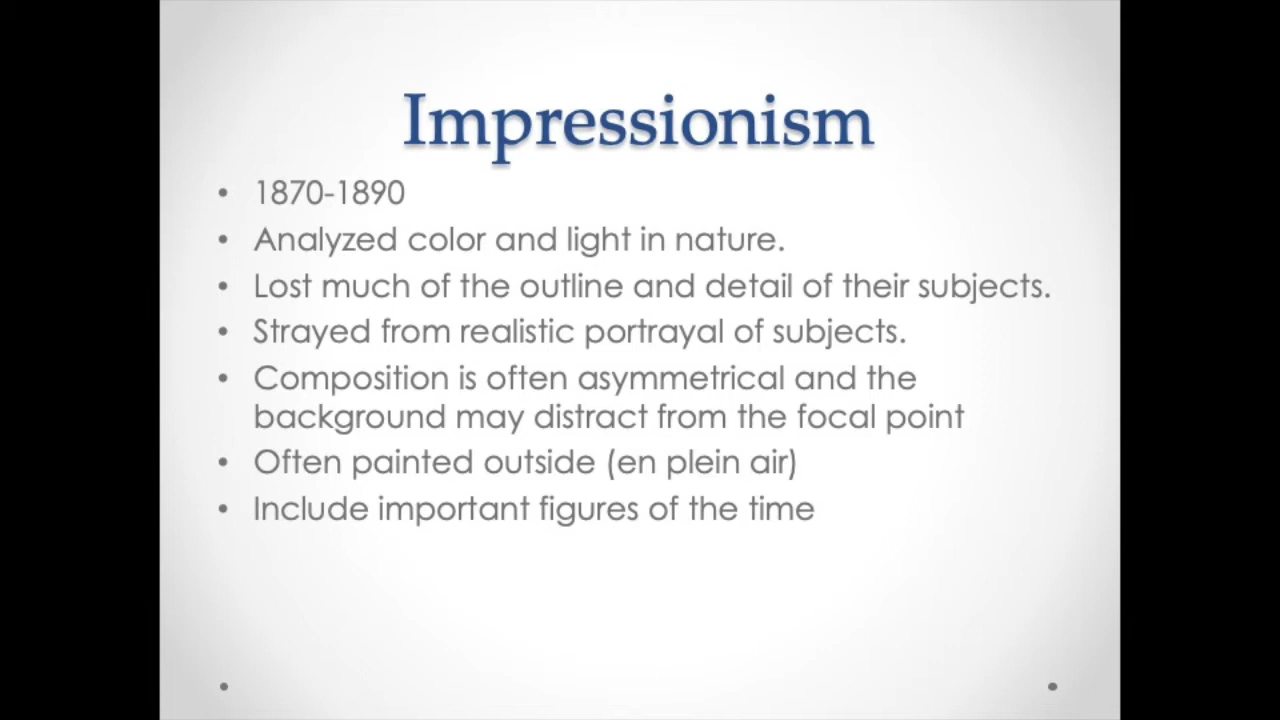 Impressionism
• 1870-1890
• Analyzed color and light in nature.
• Lost much of the outline and detail of their subjects.
• Strayed from realistic portrayal of subjects.
• Composition is often asymmetrical and the
background may distract from the focal point
• Often painted outside (en plein air)
• Include important figures of the time